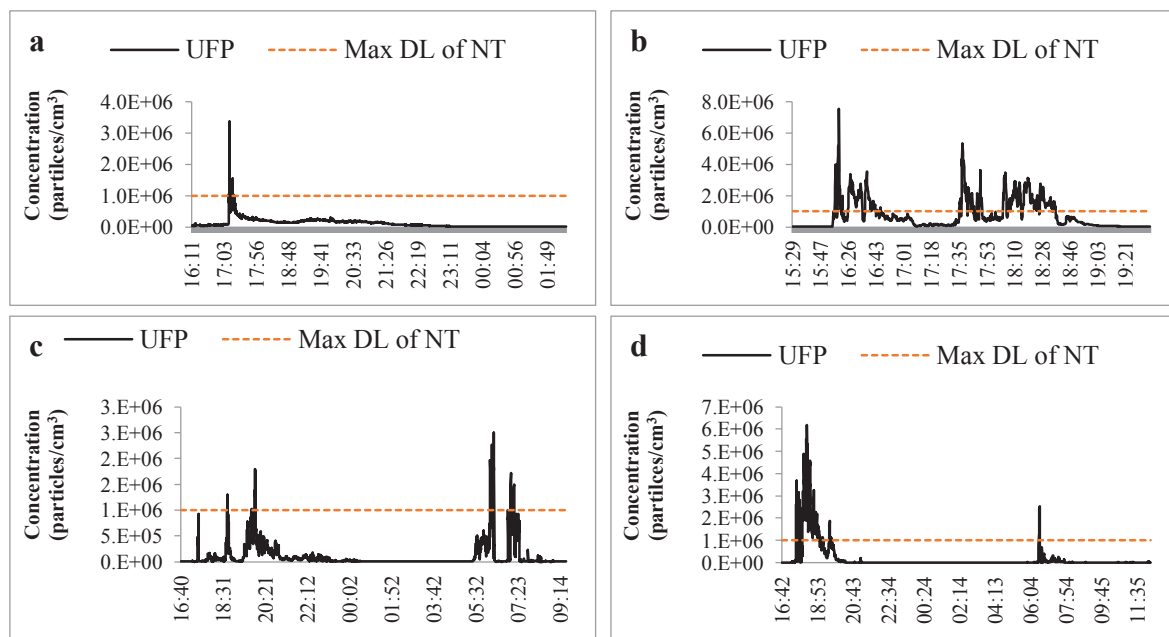 a
UFP Max DL of NT
Concentration
(partilces/cm³)
4.0E+06
3.0E+06
2.0E+06
1.0E+06
0.0E+00
16:11 17:03 17:56 18:48 19:41 20:33 21:26 22:19 23:11 00:04 00:56 01:49
b
UFP Max DL of NT
Concentration
(partilces/cm³)
8.0E+06
6.0E+06
4.0E+06
2.0E+06
0.0E+00
15:29 15:47 16:26 16:43 17:01 17:18 17:35 17:53 18:10 18:28 18:46 19:03 19:21
c
UFP Max DL of NT
Concentration
(particles/cm³)
3.E+06
3.E+06
2.E+06
2.E+06
1.E+06
5.E+05
0.E+00
16:40 18:31 20:21 22:12 00:02 01:52 03:42 05:32 07:23 09:14
d
UFP Max DL of NT
Concentration
(partilces/cm³)
7.E+06
6.E+06
5.E+06
4.E+06
3.E+06
2.E+06
1.E+06
0.E+00
16:42 18:53 20:43 22:34 00:24 02:14 04:13 06:04 07:54 09:45 11:35